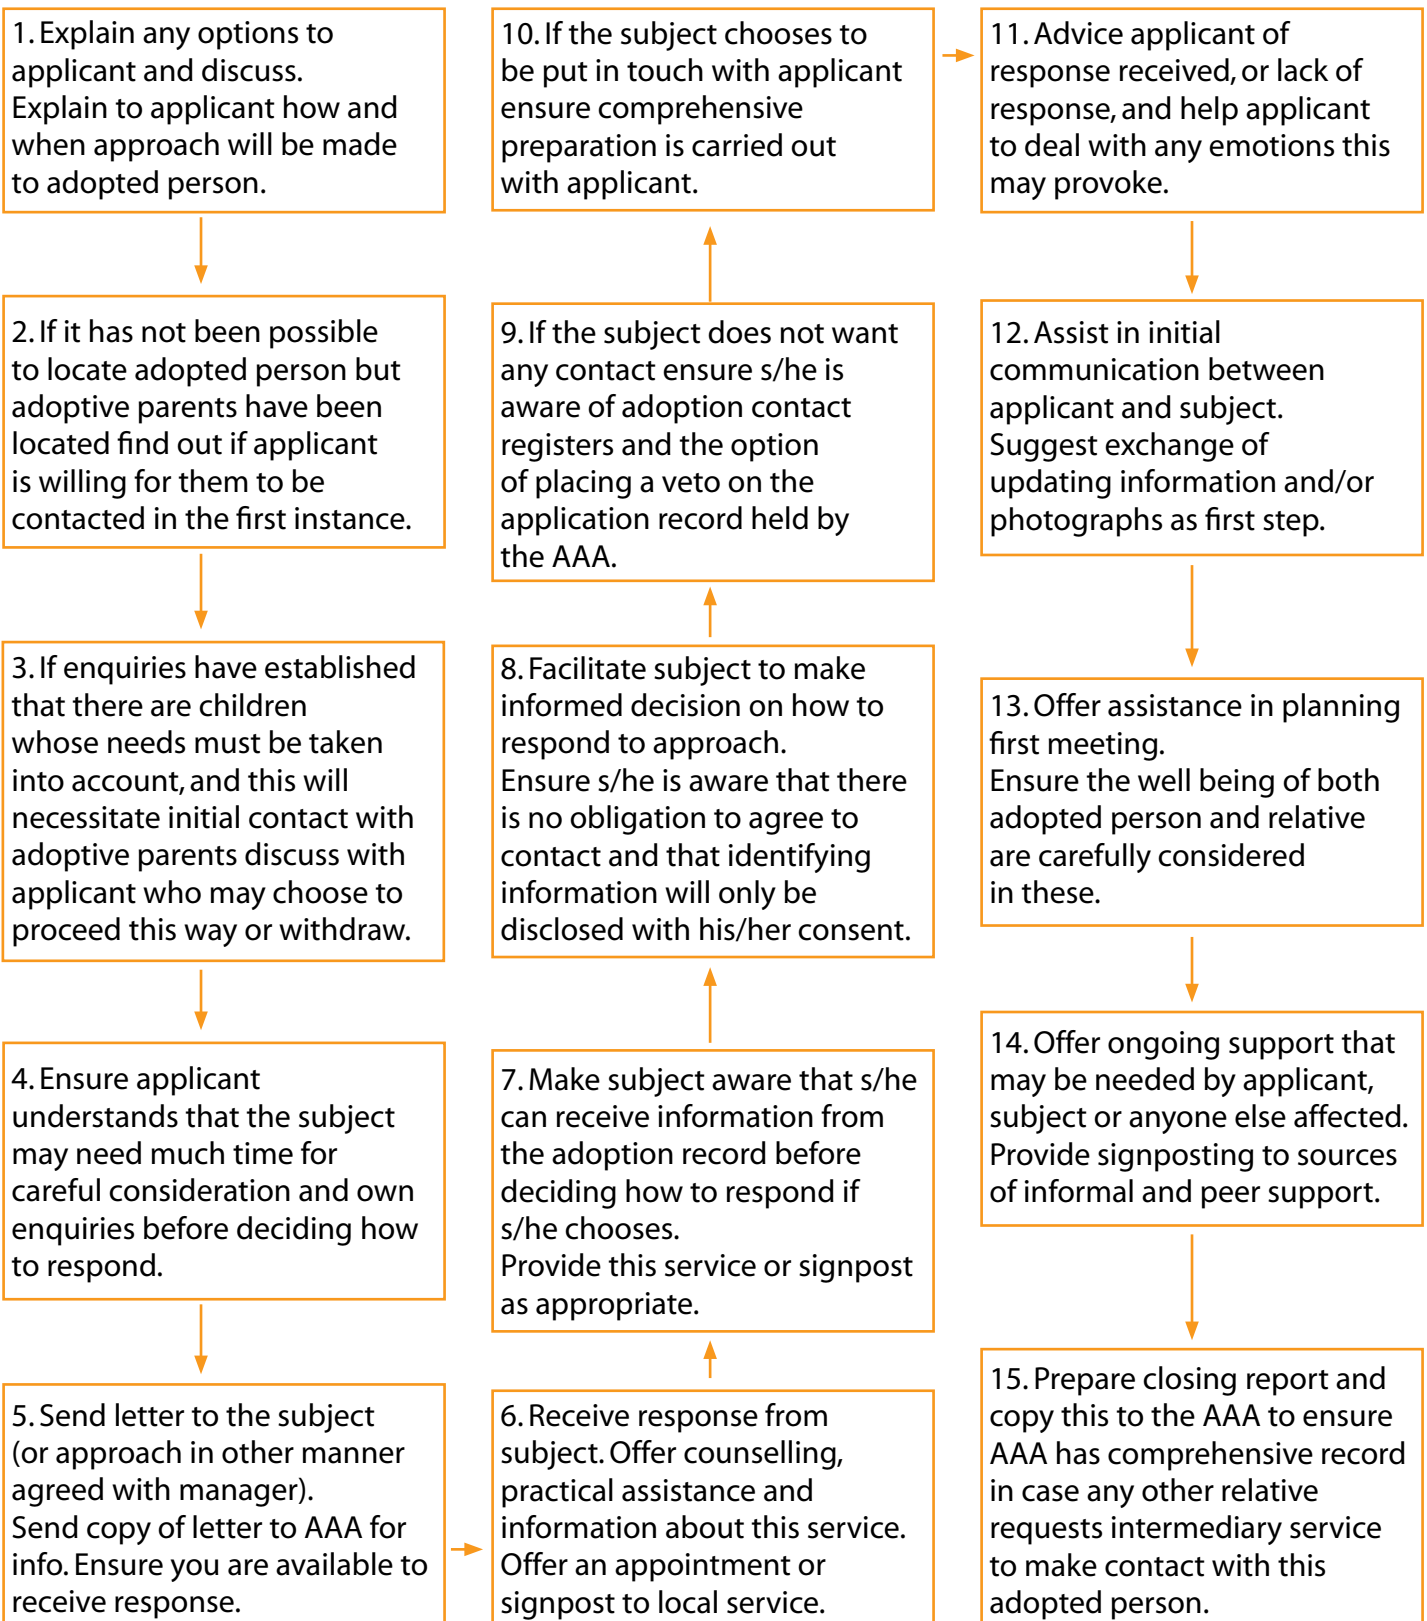 1. Explain any options to
applicant and discuss.
Explain to applicant how and
when approach will be made
to adopted person.
2. If it has not been possible
to locate adopted person but
adoptive parents have been
located find out if applicant
is willing for them to be
contacted in the first instance.
3. If enquiries have established
that there are children
whose needs must be taken
into account, and this will
necessitate initial contact with
adoptive parents discuss with
applicant who may choose to
proceed this way or withdraw.
4. Ensure applicant
understands that the subject
may need much time for
careful consideration and own
enquiries before deciding how
to respond.
5. Send letter to the subject
(or approach in other manner
agreed with manager).
Send copy of letter to AAA for
info. Ensure you are available to
receive response.
6. Receive response from
subject. Offer counselling,
practical assistance and
information about this service.
Offer an appointment or
signpost to local service.
7. Make subject aware that s/he
can receive information from
the adoption record before
deciding how to respond if
s/he chooses.
Provide this service or signpost
as appropriate.
8. Facilitate subject to make
informed decision on how to
respond to approach.
Ensure s/he is aware that there
is no obligation to agree to
contact and that identifying
information will only be
disclosed with his/her consent.
9. If the subject does not want
any contact ensure s/he is
aware of adoption contact
registers and the option
of placing a veto on the
application record held by
the AAA.
10. If the subject chooses to
be put in touch with applicant
ensure comprehensive
preparation is carried out
with applicant.
11. Advice applicant of
response received, or lack of
response, and help applicant
to deal with any emotions this
may provoke.
12. Assist in initial
communication between
applicant and subject.
Suggest exchange of
updating information and/or
photographs as first step.
13. Offer assistance in planning
first meeting.
Ensure the well being of both
adopted person and relative
are carefully considered
in these.
14. Offer ongoing support that
may be needed by applicant,
subject or anyone else affected.
Provide signposting to sources
of informal and peer support.
15. Prepare closing report and
copy this to the AAA to ensure
AAA has comprehensive record
in case any other relative
requests intermediary service
to make contact with this
adopted person.